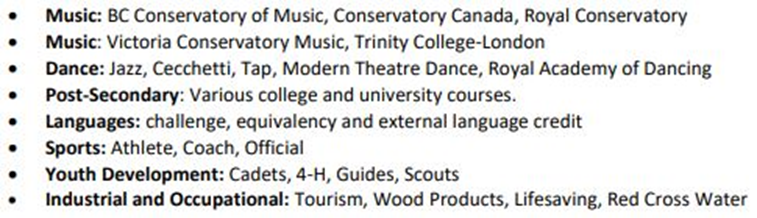 • Music: BC Conservatory of Music, Conservatory Canada, Royal Conservatory
• Music: Victoria Conservatory Music, Trinity College-London
• Dance: Jazz, Cecchetti, Tap, Modern Theatre Dance, Royal Academy of Dancing
• Post-Secondary: Various college and university courses.
• Languages: challenge, equivalency and external language credit
• Sports: Athlete, Coach, Official
• Youth Development: Cadets, 4-H, Guides, Scouts
• Industrial and Occupational: Tourism, Wood Products, Lifesaving, Red Cross Water